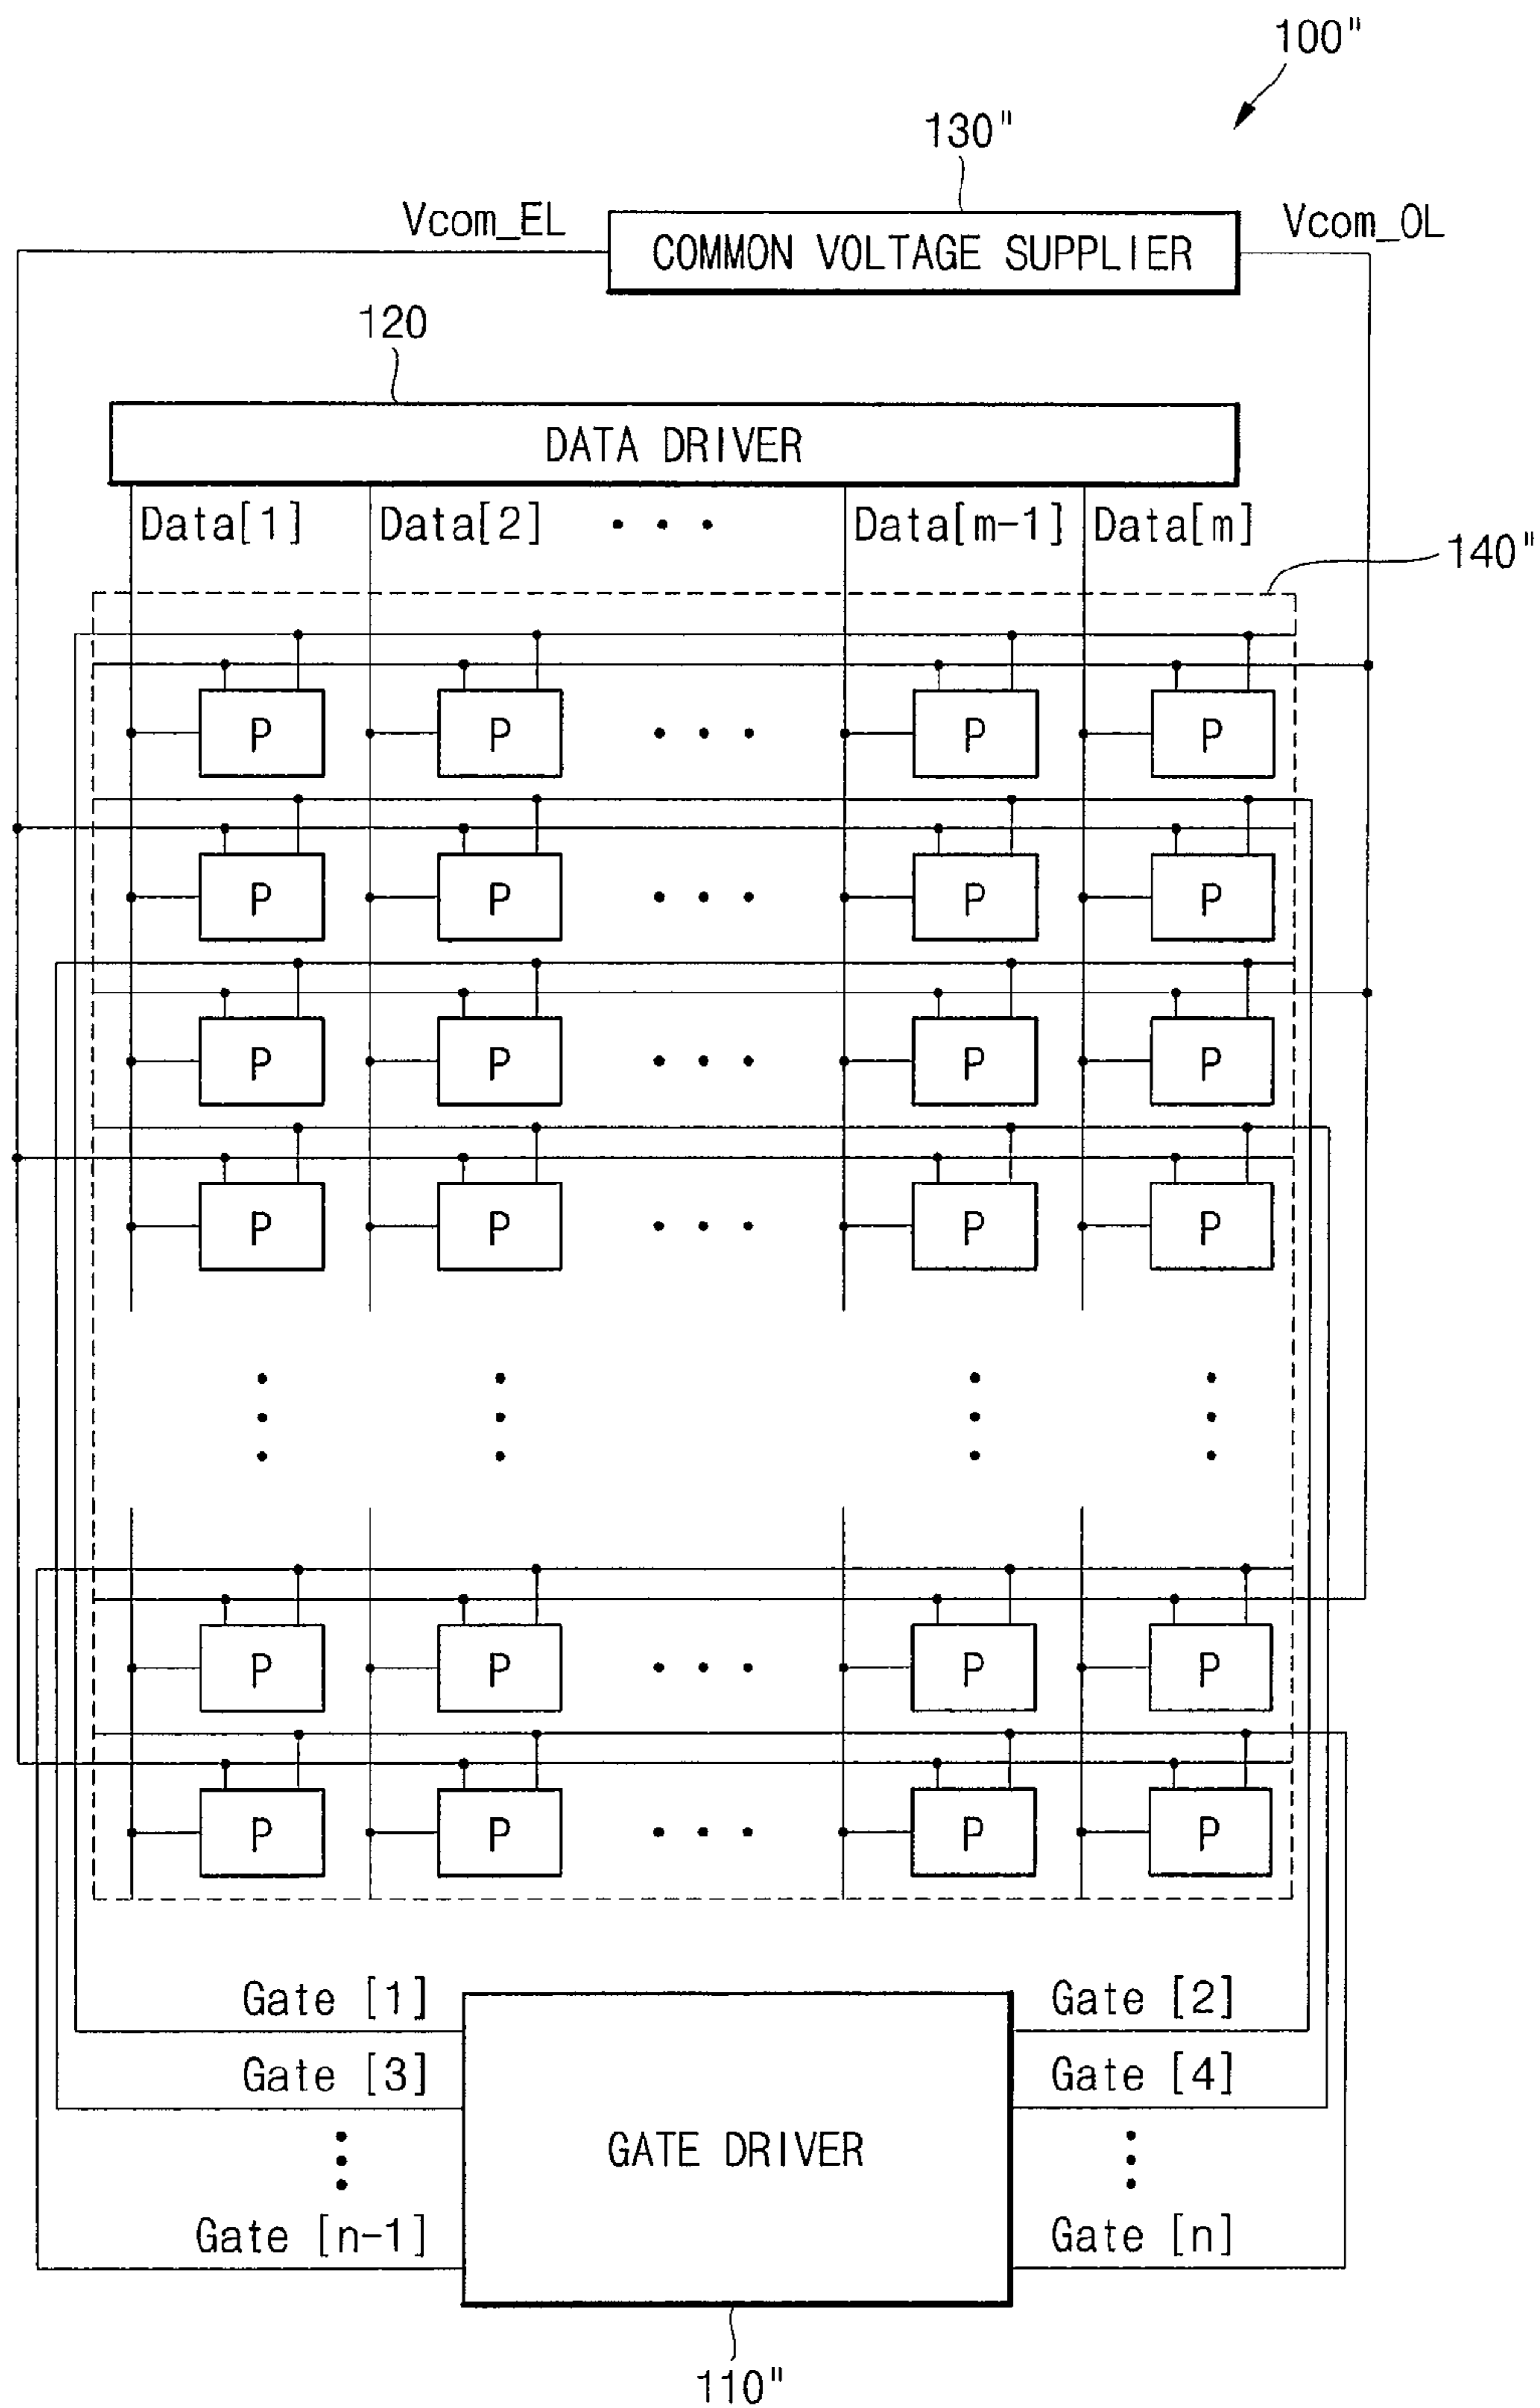 100"
130"
Vcom_EL
COMMON VOLTAGE SUPPLIER
Vcom_OL
120
DATA DRIVER
Data[1] Data[2] • • • Data[m-1] Data[m]
140"
P P • • • P P
P P • • • P P
P P • • • P P
P P • • • P P
P P • • • P P
P P • • • P P
Gate [1]
Gate [2]
Gate [3]
Gate [4]
GATE DRIVER
Gate [n-1]
Gate [n]
110"